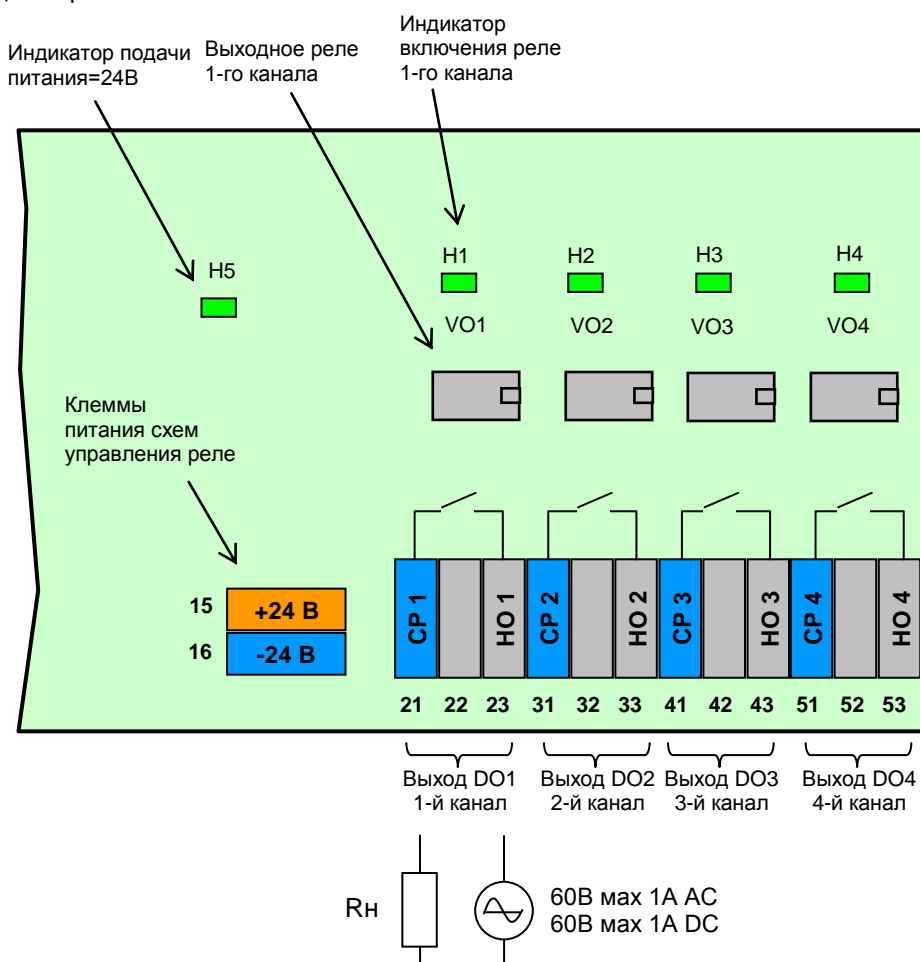 Индикатор подачи
питания=24В
Выходное реле
1-го канала
Индикатор
включения реле
1-го канала
H5
H1
H2
H3
H4
VO1
VO2
VO3
VO4
Клеммы
питания схем
управления реле
15
+24 В
16
-24 В
СР 1
НО 1
СР 2
НО 2
СР 3
НО 3
СР 4
НО 4
21 22 23 31 32 33 41 42 43 51 52 53
Выход DO1
1-й канал
Выход DO2
2-й канал
Выход DO3
3-й канал
Выход DO4
4-й канал
Rн
60В мах 1А AC
60В мах 1А DC